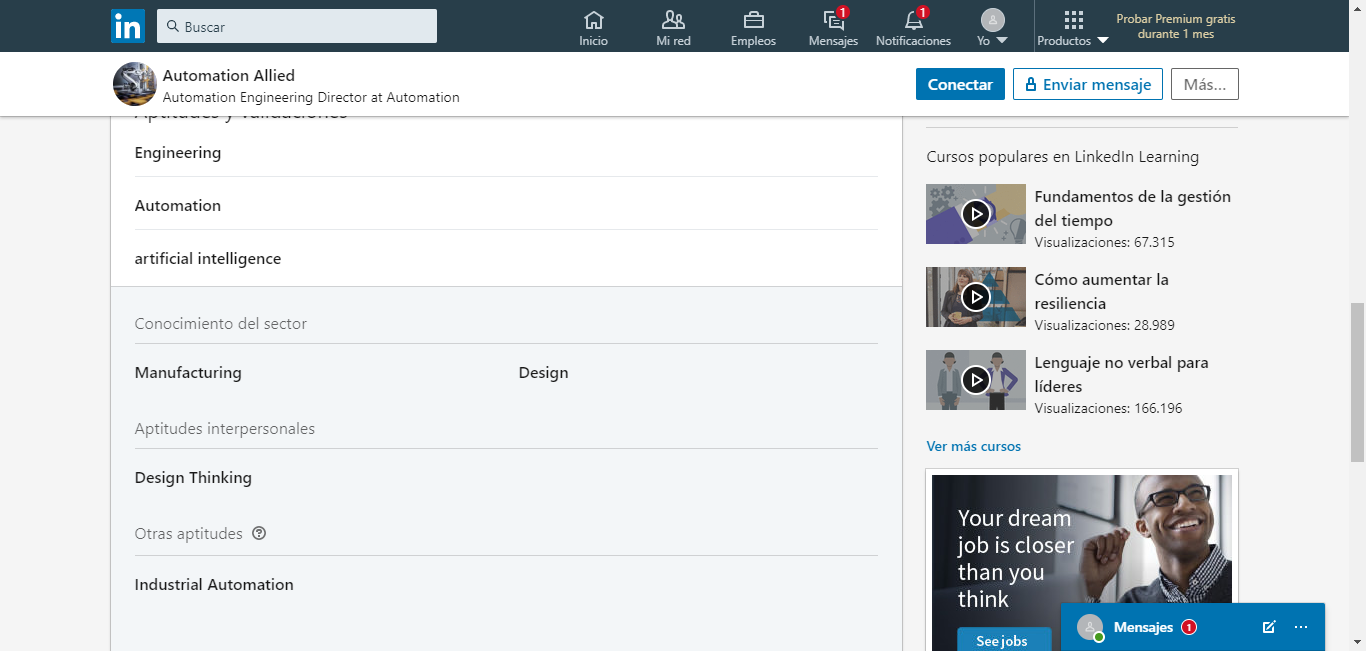 in
Buscar
Inicio
Mi red
Empleos
1
Mensajes
1
Notificaciones
Yo
Productos
Probar Premium gratis
durante 1 mes
Automation Allied
Automation Engineering Director at Automation
Conectar
Enviar mensaje
Más...
Aptitudes y validaciones
Engineering
Automation
artificial intelligence
Conocimiento del sector
Manufacturing
Design
Aptitudes interpersonales
Design Thinking
Otras aptitudes ?
Industrial Automation
Cursos populares en LinkedIn Learning
Fundamentos de la gestión
del tiempo
Visualizaciones: 67.315
Cómo aumentar la
resiliencia
Visualizaciones: 28.989
Lenguaje no verbal para
líderes
Visualizaciones: 166.196
Ver más cursos
Your dream
job is closer
than you
think
See jobs
Mensajes 1
...